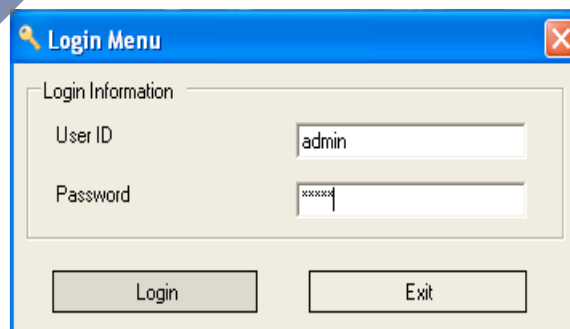 Login Menu
Login Information
User ID admin
Password *****
Login Exit